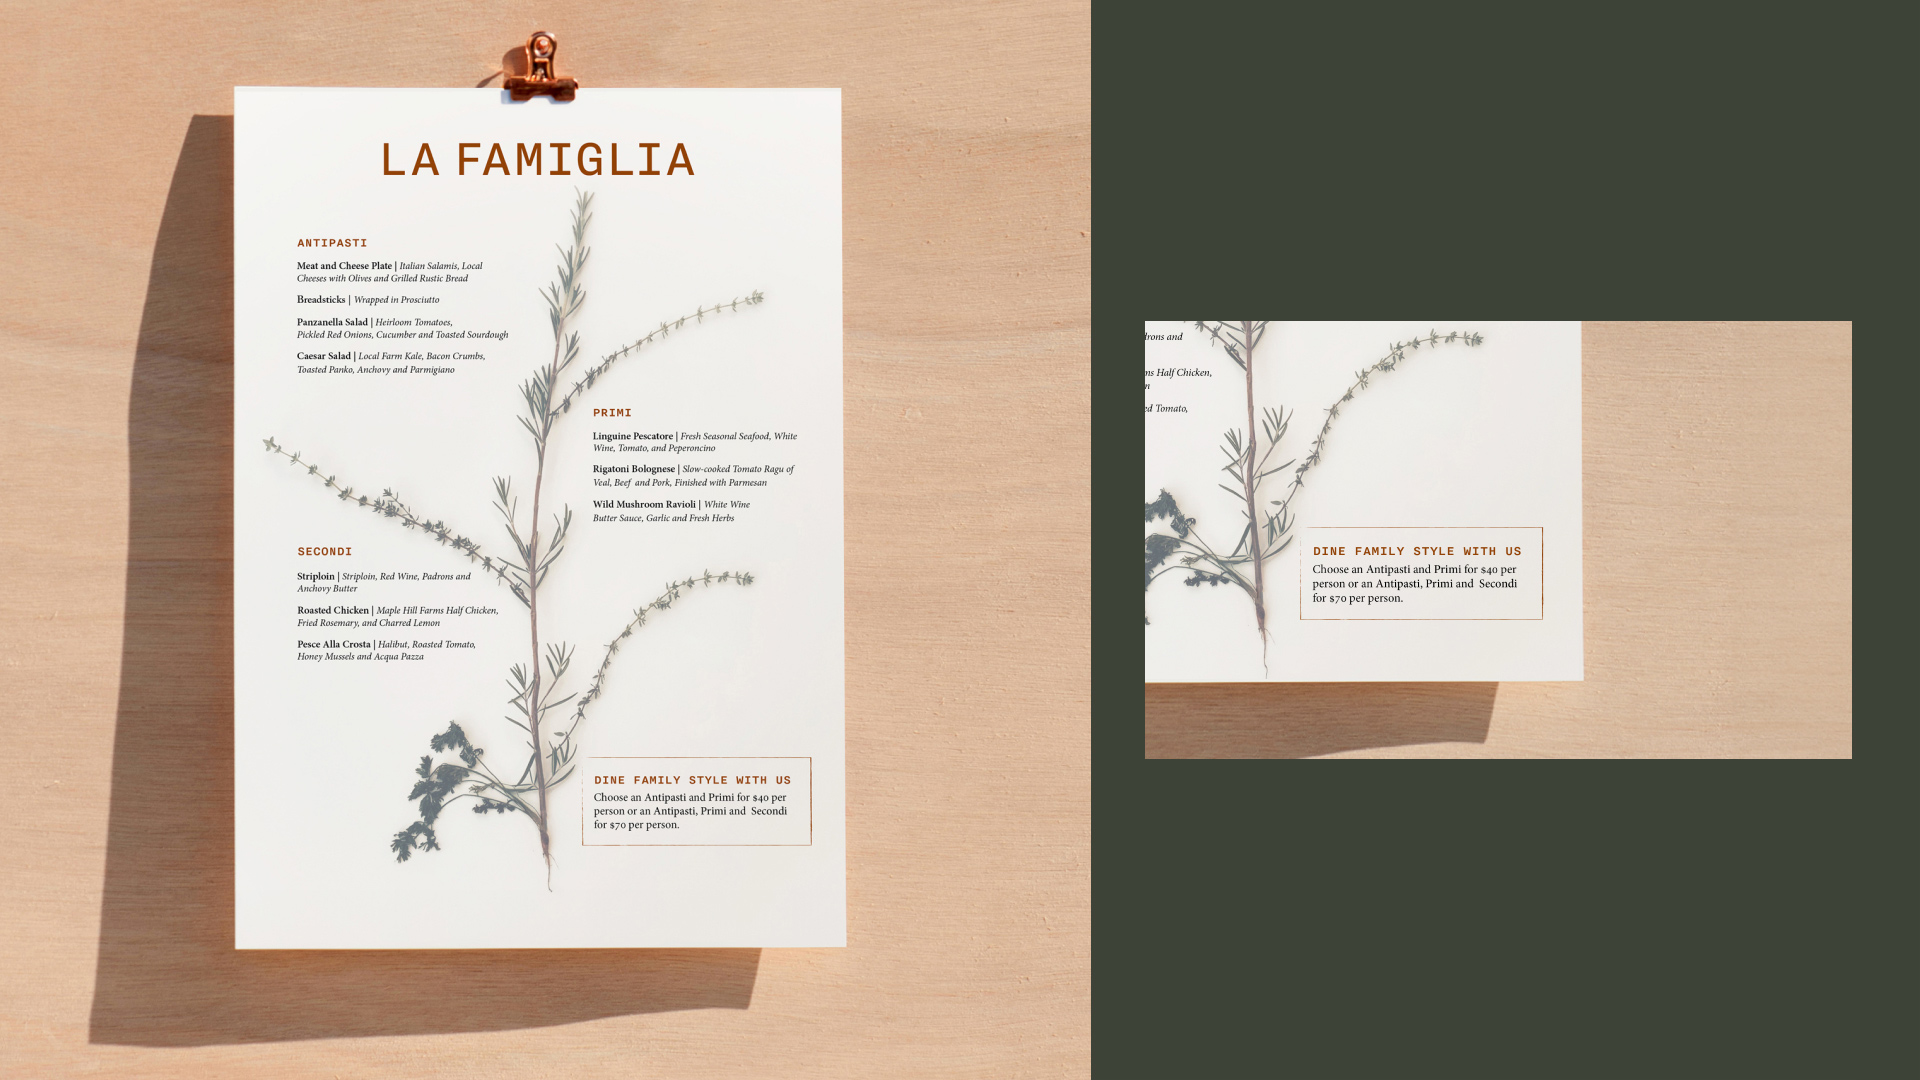 LA FAMIGLIA
ANTIPASTI
Meat and Cheese Plate | Italian Salamis, Local
Cheeses with Olives and Grilled Rustic Bread
Breadsticks | Wrapped in Prosciutto
Panzanella Salad | Heirloom Tomatoes,
Pickled Red Onions, Cucumber and Toasted Sourdough
Caesar Salad | Local Farm Kale, Bacon Crumbs,
Toasted Panko, Anchovy and Parmigiano
PRIMI
Linguine Pescatore | Fresh Seasonal Seafood, White
Wine, Tomato, and Peperoncino
Rigatoni Bolognese | Slow-cooked Tomato Ragu of
Veal, Beef and Pork, Finished with Parmesan
Wild Mushroom Ravioli | White Wine
Butter Sauce, Garlic and Fresh Herbs
SECONDI
Striploin | Striploin, Red Wine, Padrons and
Anchovy Butter
Roasted Chicken | Maple Hill Farms Half Chicken,
Fried Rosemary, and Charred Lemon
Pesce Alla Crosta | Halibut, Roasted Tomato,
Honey Mussels and Acqua Pazza
DINE FAMILY STYLE WITH US
Choose an Antipasti and Primi for $40 per
person or an Antipasti, Primi and Secondi
for $70 per person.
drons and
ms Half Chicken,
n
ed Tomato,
DINE FAMILY STYLE WITH US
Choose an Antipasti and Primi for $40 per
person or an Antipasti, Primi and Secondi
for $70 per person.